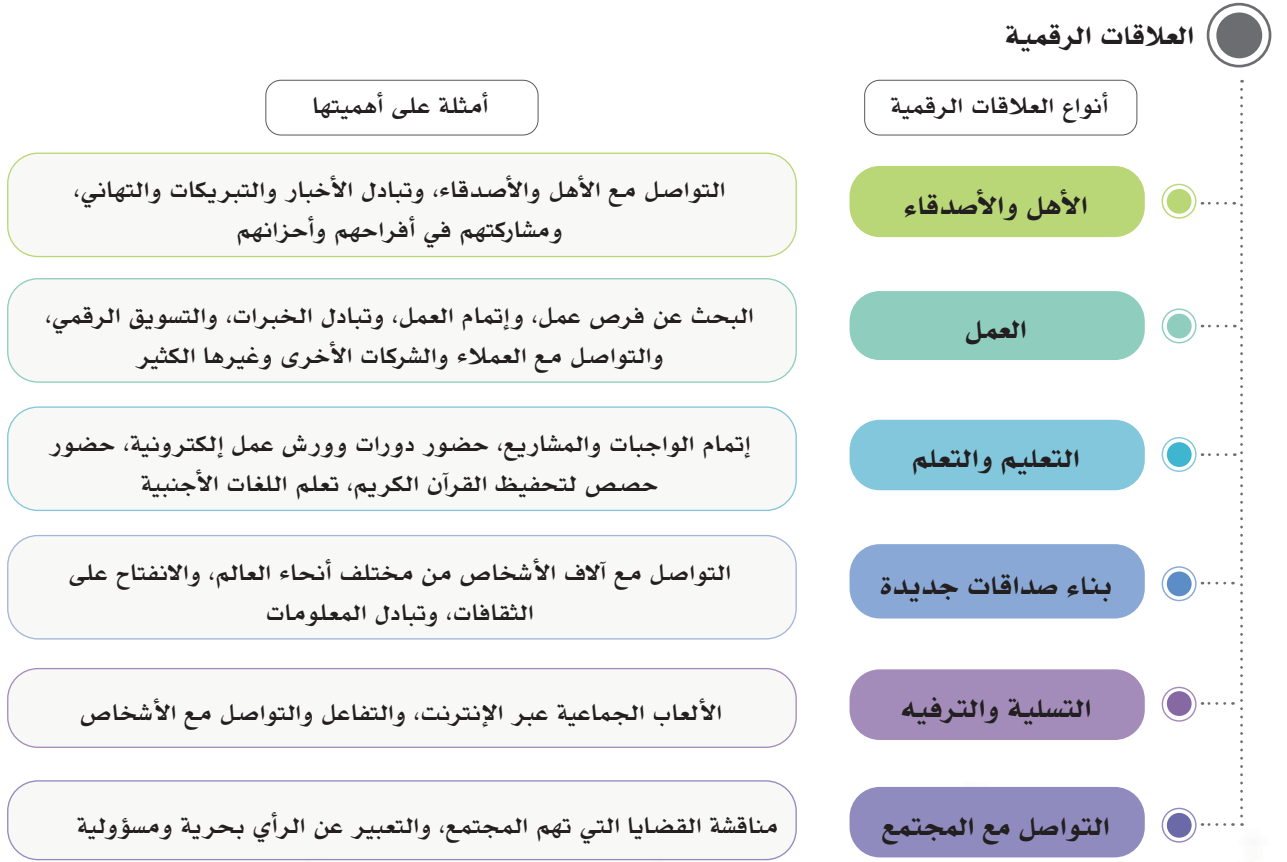 العلاقات الرقمية
أنواع العلاقات الرقمية
أمثلة على أهميتها
الأهل والأصدقاء
التواصل مع الأهل والأصدقاء، وتبادل الأخبار والتبريكات والتهاني،
ومشاركتهم في أفراحهم وأحزانهم
العمل
البحث عن فرص عمل، وإتمام العمل، وتبادل الخبرات، والتسويق الرقمي،
والتواصل مع العملاء والشركات الأخرى وغيرها الكثير
التعليم والتعلم
إتمام الواجبات والمشاريع، حضور دورات وورش عمل إلكترونية، حضور
حصص لتحفيظ القرآن الكريم، تعلم اللغات الأجنبية
بناء صداقات جديدة
التواصل مع آلاف الأشخاص من مختلف أنحاء العالم، والانفتاح على
الثقافات، وتبادل المعلومات
التسلية والترفيه
الألعاب الجماعية عبر الإنترنت، والتفاعل والتواصل مع الأشخاص
التواصل مع المجتمع
مناقشة القضايا التي تهم المجتمع، والتعبير عن الرأي بحرية ومسؤولية